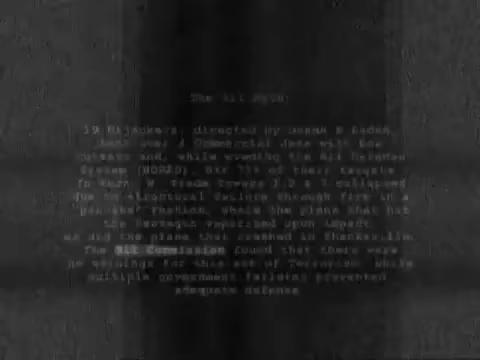 The 911 Myth:
19 Hijackers, directed by Osama B Laden,
took over 4 Commercial Jets with box
cutters and, while evading the Air Defense
System (NORAD), hit 75% of their targets.
In turn, W. Trade Towers 1,2 & 7 collapsed
due to structural failure through fire in a
"pancake" fashion, while the plane that hit
the Pentagon vaporized upon impact,
as did the plane that crashed in Shanksville.
The 911 Commission found that there were
no warnings for this act of Terrorism, while
multiple government failures prevented
adequate defense